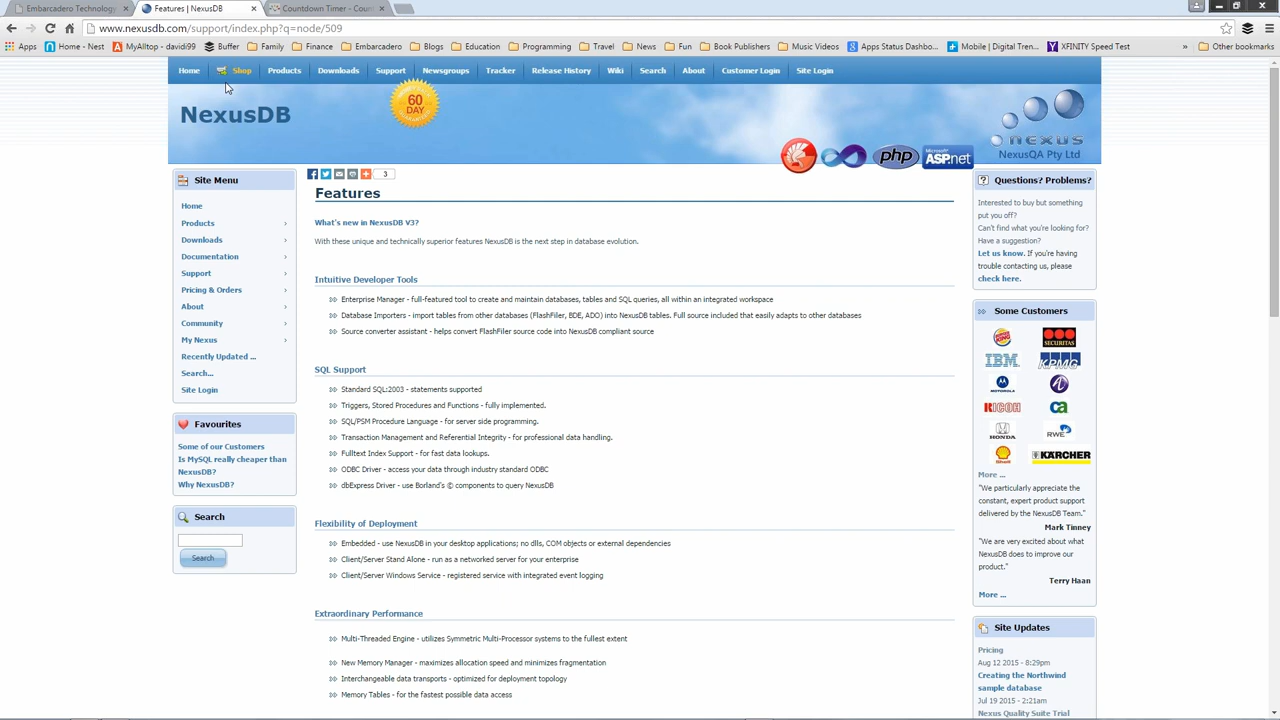 Embarcadero Technology
Features | NexusDB
Countdown Timer - Coun
www.nexusdb.com/support/index.php?q=node/509
Apps
Home - Nest
MyAlltop - davidi99
Buffer
Family
Finance
Embarcadero
Blogs
Education
Programming
Travel
News
Fun
Book Publishers
Music Videos
Apps Status Dashbo...
Mobile | Digital Tren...
XFINITY Speed Test
»
Other bookmarks
Home
Shop
Products
Downloads
Support
Newsgroups
Tracker
Release History
Wiki
Search
About
Customer Login
Site Login
NexusDB
60
DAY
php
Microsoft
ASP.net
NEXUS
NexusQA Pty Ltd
Site Menu
Home
Products
Downloads
Documentation
Support
Pricing & Orders
About
Community
My Nexus
Recently Updated ...
Search...
Site Login
Favourites
Some of our Customers
Is MySQL really cheaper than
NexusDB?
Why NexusDB?
Search
Search
3
Features
What's new in NexusDB V3?
With these unique and technically superior features NexusDB is the next step in database evolution.
Intuitive Developer Tools
Enterprise Manager - full-featured tool to create and maintain databases, tables and SQL queries, all within an integrated workspace
Database Importers - import tables from other databases (FlashFiler, BDE, ADO) into NexusDB tables. Full source included that easily adapts to other databases
Source converter assistant - helps convert FlashFiler source code into NexusDB compliant source
SQL Support
Standard SQL:2003 - statements supported
Triggers, Stored Procedures and Functions - fully implemented.
SQL/PSM Procedure Language - for server side programming.
Transaction Management and Referential Integrity - for professional data handling.
Fulltext Index Support - for fast data lookups.
ODBC Driver - access your data through industry standard ODBC
dbExpress Driver - use Borland's © components to query NexusDB
Flexibility of Deployment
Embedded - use NexusDB in your desktop applications; no dlls, COM objects or external dependencies
Client/Server Stand Alone - run as a networked server for your enterprise
Client/Server Windows Service - registered service with integrated event logging
Extraordinary Performance
Multi-Threaded Engine - utilizes Symmetric Multi-Processor systems to the fullest extent
New Memory Manager - maximizes allocation speed and minimizes fragmentation
Interchangeable data transports - optimized for deployment topology
Memory Tables - for the fastest possible data access
Questions? Problems?
Interested to buy but something
put you off?
Can't find what you're looking for?
Have a suggestion?
Let us know. If you're having
trouble contacting us, please
check here.
Some Customers
BURGER KING
SECURITAS
IBM
KPMG
MOTOROLA
RICOH
ca
HONDA
RWE
Shell
KÄRCHER
More ...
"We particularly appreciate the
constant, expert product support
delivered by the NexusDB Team."
Mark Tinney
"We are very excited about what
NexusDB does to improve our
product."
Terry Haan
More ...
Site Updates
Pricing
Aug 12 2015 - 8:29pm
Creating the Northwind
sample database
Jul 19 2015 - 2:21am
Nexus Quality Suite Trial